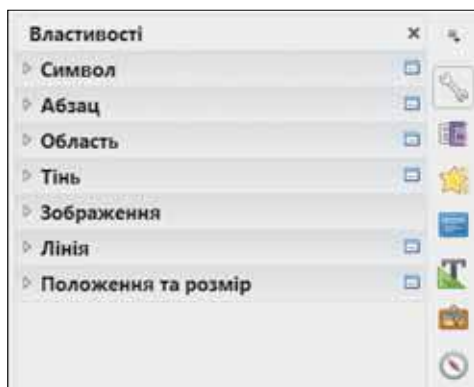 Властивості
Символ
Абзац
Область
Тінь
Зображення
Лінія
Положення та розмір